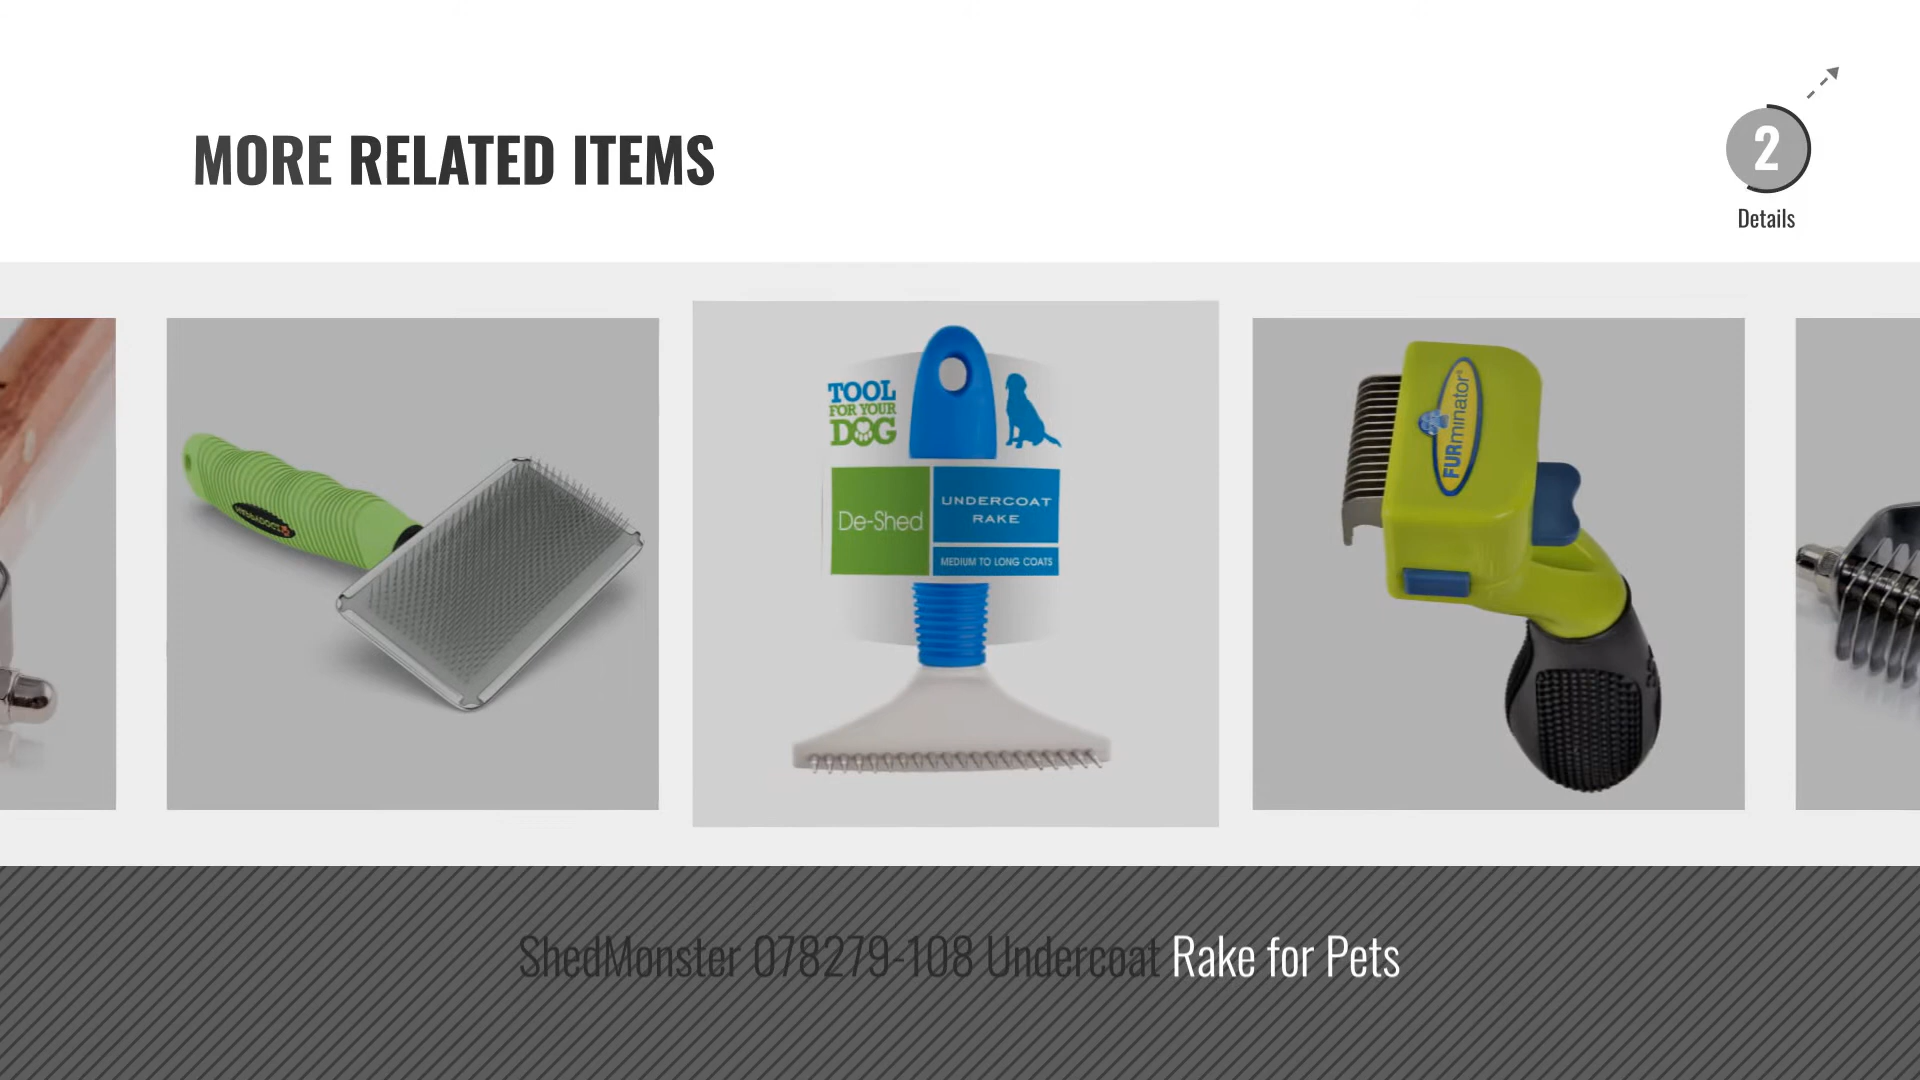 MORE RELATED ITEMS
2
Details
TOOL
FOR YOUR
DOG
De-Shed
UNDERCOAT
RAKE
MEDIUM TO LONG COATS
FURminator®
ShedMonster 078279-108 Undercoat Rake for Pets